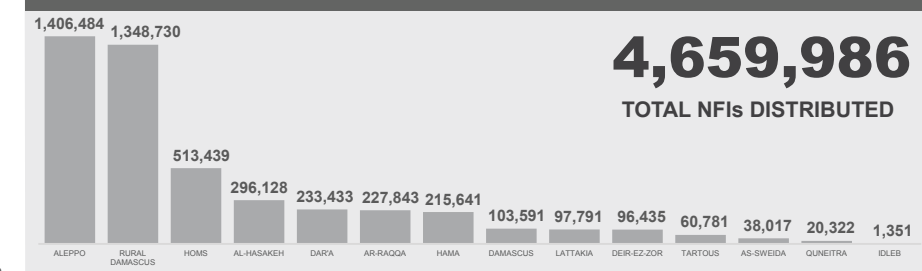 1,406,484
1,348,730
4,659,986
TOTAL NFIs DISTRIBUTED
513,439
296,128
233,433
227,843
215,641
103,591
97,791
96,435
60,781
38,017
20,322
1,351
ALEPPO
RURAL
DAMASCUS
HOMS
AL-HASAKEH
DAR'A
AR-RAQQA
HAMA
DAMASCUS
LATTAKIA
DEIR-EZ-ZOR
TARTOUS
AS-SWEIDA
QUNEITRA
IDLEB